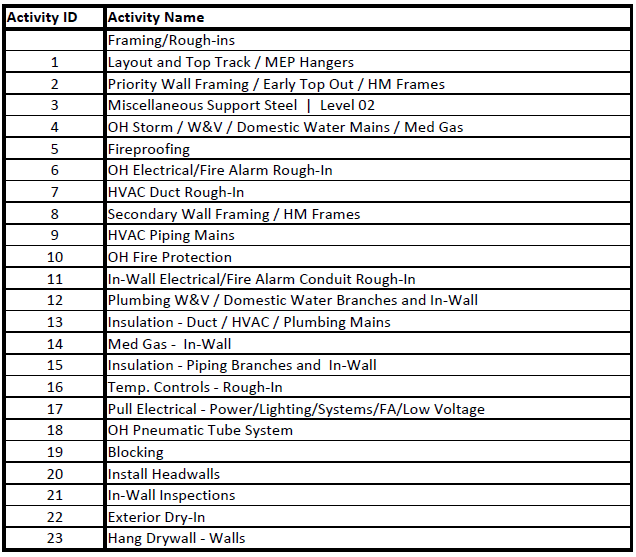 Activity ID Activity Name
Framing/Rough-ins
1 Layout and Top Track / MEP Hangers
2 Priority Wall Framing / Early Top Out / HM Frames
3 Miscellaneous Support Steel | Level 02
4 OH Storm / W&V / Domestic Water Mains / Med Gas
5 Fireproofing
6 OH Electrical/Fire Alarm Rough-In
7 HVAC Duct Rough-In
8 Secondary Wall Framing / HM Frames
9 HVAC Piping Mains
10 OH Fire Protection
11 In-Wall Electrical/Fire Alarm Conduit Rough-In
12 Plumbing W&V / Domestic Water Branches and In-Wall
13 Insulation - Duct / HVAC / Plumbing Mains
14 Med Gas - In-Wall
15 Insulation - Piping Branches and In-Wall
16 Temp. Controls - Rough-In
17 Pull Electrical - Power/Lighting/Systems/FA/Low Voltage
18 OH Pneumatic Tube System
19 Blocking
20 Install Headwalls
21 In-Wall Inspections
22 Exterior Dry-In
23 Hang Drywall - Walls